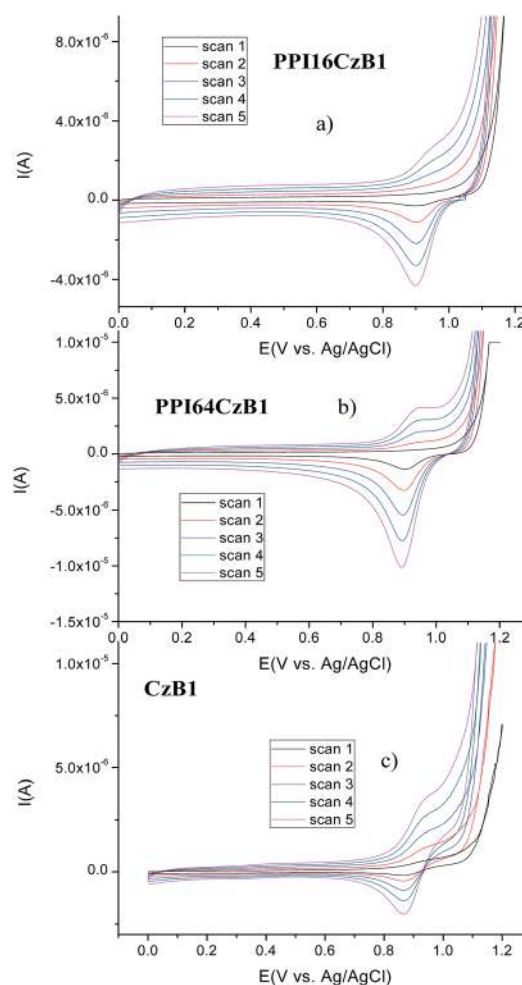 8.0x10⁻⁶
4.0x10⁻⁶
0.0
-4.0x10⁻⁶
I(A)
scan 1
scan 2
scan 3
scan 4
scan 5
PPI16CzB1
a)
0.0 0.2 0.4 0.6 0.8 1.0 1.2
E(V vs. Ag/AgCl)
1.0x10⁻⁵
5.0x10⁻⁶
0.0
-5.0x10⁻⁶
-1.0x10⁻⁵
-1.5x10⁻⁵
I(A)
PPI64CzB1
b)
scan 1
scan 2
scan 3
scan 4
scan 5
0.0 0.2 0.4 0.6 0.8 1.0 1.2
E(V vs. Ag/AgCl)
1.0x10⁻⁵
5.0x10⁻⁶
0.0
I(A)
CzB1
c)
scan 1
scan 2
scan 3
scan 4
scan 5
0.0 0.2 0.4 0.6 0.8 1.0 1.2
E(V vs. Ag/AgCl)